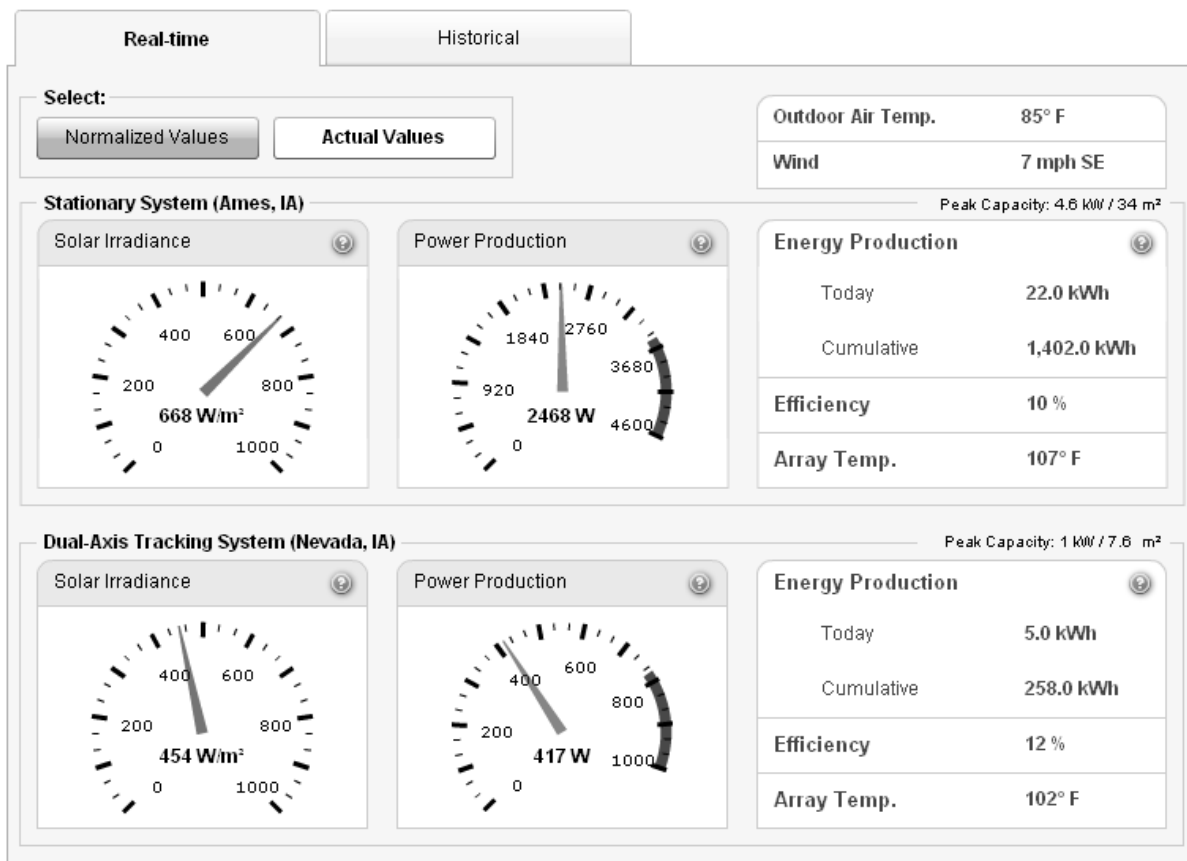 Real-time
Historical
Select:
Normalized Values
Actual Values
Outdoor Air Temp. 85° F
Wind 7 mph SE
Stationary System (Ames, IA)
Peak Capacity: 4.6 kW / 34 m²
Solar Irradiance ?
0
200
400
600
800
1000
668 W/m²
Power Production ?
0
920
1840
2760
3680
4600
2468 W
Energy Production ?
Today 22.0 kWh
Cumulative 1,402.0 kWh
Efficiency 10 %
Array Temp. 107° F
Dual-Axis Tracking System (Nevada, IA)
Peak Capacity: 1 kW / 7.6 m²
Solar Irradiance ?
0
200
400
600
800
1000
454 W/m²
Power Production ?
0
200
400
600
800
1000
417 W
Energy Production ?
Today 5.0 kWh
Cumulative 258.0 kWh
Efficiency 12 %
Array Temp. 102° F